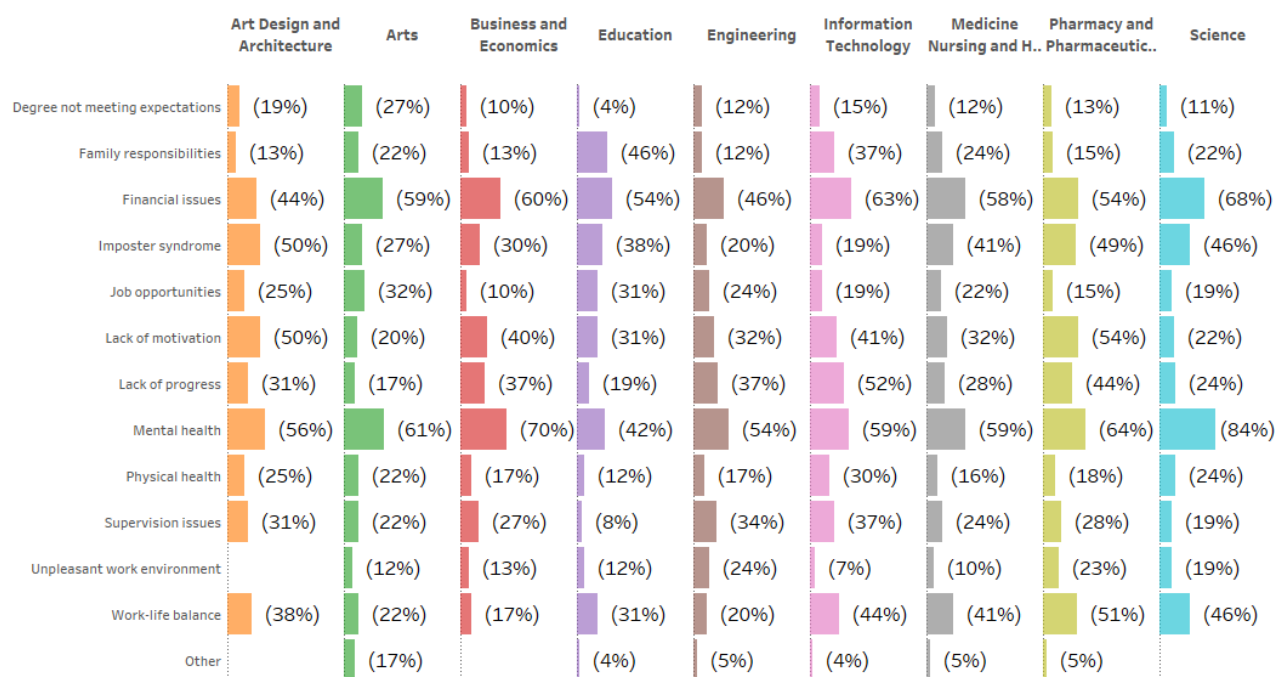 Art Design and Architecture Arts Business and Economics Education Engineering Information Technology Medicine Nursing and H.. Pharmacy and Pharmaceutic.. Science
Degree not meeting expectations (19%) (27%) (10%) (4%) (12%) (15%) (12%) (13%) (11%)
Family responsibilities (13%) (22%) (13%) (46%) (12%) (37%) (24%) (15%) (22%)
Financial issues (44%) (59%) (60%) (54%) (46%) (63%) (58%) (54%) (68%)
Imposter syndrome (50%) (27%) (30%) (38%) (20%) (19%) (41%) (49%) (46%)
Job opportunities (25%) (32%) (10%) (31%) (24%) (19%) (22%) (15%) (19%)
Lack of motivation (50%) (20%) (40%) (31%) (32%) (41%) (32%) (54%) (22%)
Lack of progress (31%) (17%) (37%) (19%) (37%) (52%) (28%) (44%) (24%)
Mental health (56%) (61%) (70%) (42%) (54%) (59%) (59%) (64%) (84%)
Physical health (25%) (22%) (17%) (12%) (17%) (30%) (16%) (18%) (24%)
Supervision issues (31%) (22%) (27%) (8%) (34%) (37%) (24%) (28%) (19%)
Unpleasant work environment (12%) (13%) (12%) (24%) (7%) (10%) (23%) (19%)
Work-life balance (38%) (22%) (17%) (31%) (20%) (44%) (41%) (51%) (46%)
Other (17%) (4%) (5%) (4%) (5%) (5%)